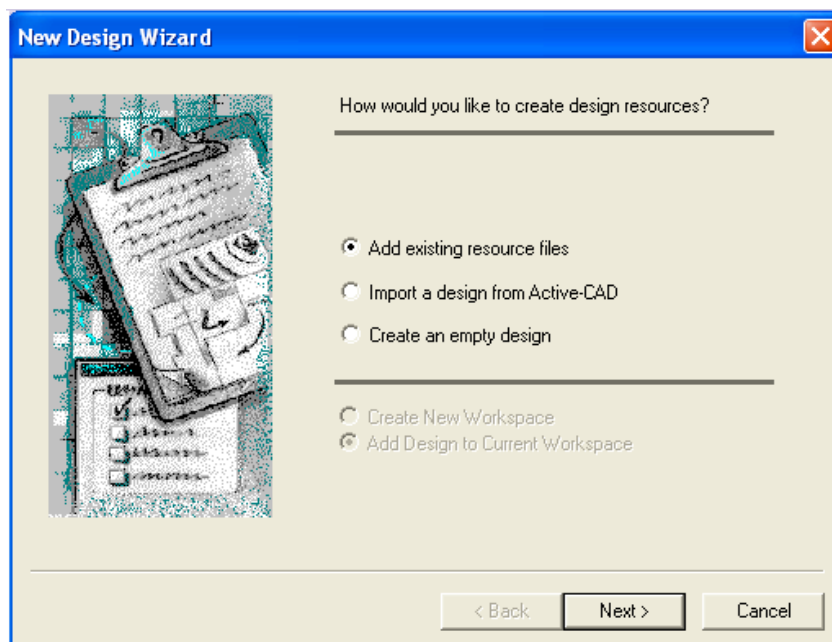 New Design Wizard
How would you like to create design resources?
Add existing resource files
Import a design from Active-CAD
Create an empty design
Create New Workspace
Add Design to Current Workspace
< Back
Next >
Cancel